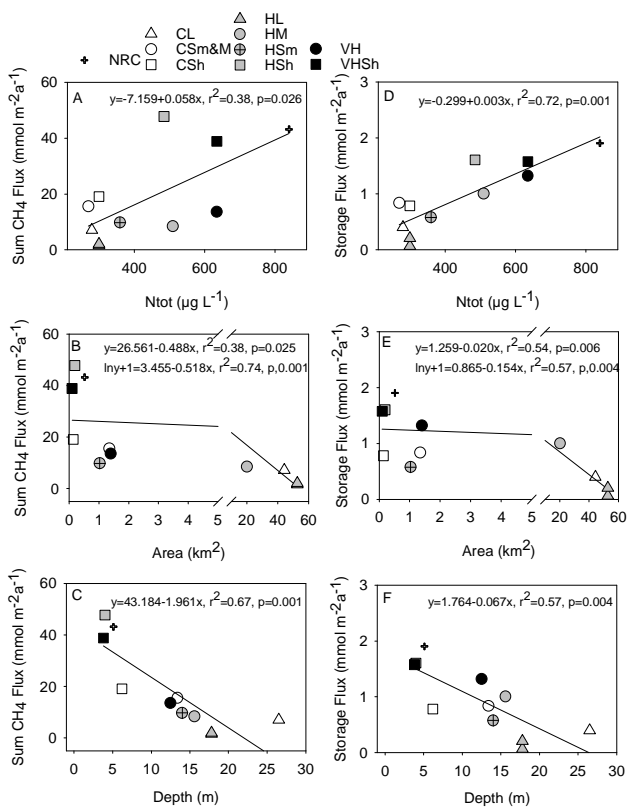 NRC
CL
CSm&M
CSh
HL
HM
HSm
HSh
VH
VHSh
A
y=-7.159+0.058x, r²=0.38, p=0.026
Sum CH4 Flux (mmol m-2a-1)
60
40
20
0
400 600 800
Ntot (µg L-1)
D
y=-0.299+0.003x, r²=0.72, p=0.001
Storage Flux (mmol m-2a-1)
3
2
1
0
400 600 800
Ntot (µg L-1)
B
y=26.561-0.488x, r²=0.38, p=0.025
lny+1=3.455-0.518x, r²=0.74, p,0.001
Sum CH4 Flux (mmol m-2a-1)
60
40
20
0
0 1 2 3 4 5 20 40 60
Area (km²)
E
y=1.259-0.020x, r²=0.54, p=0.006
lny+1=0.865-0.154x, r²=0.57, p,0.004
Storage Flux (mmol m-2a-1)
3
2
1
0
0 1 2 3 4 5 20 40 60
Area (km²)
C
y=43.184-1.961x, r²=0.67, p=0.001
Sum CH4 Flux (mmol m-2a-1)
60
40
20
0
0 5 10 15 20 25 30
Depth (m)
F
y=1.764-0.067x, r²=0.57, p=0.004
Storage Flux (mmol m-2a-1)
3
2
1
0
0 5 10 15 20 25 30
Depth (m)